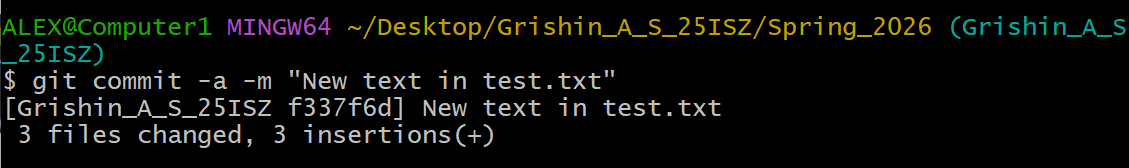 ALEX@Computer1 MINGW64 ~/Desktop/Grishin_A_S_25ISZ/Spring_2026 (Grishin_A_S
_25ISZ)
$ git commit -a -m "New text in test.txt"
[Grishin_A_S_25ISZ f337f6d] New text in test.txt
 3 files changed, 3 insertions(+)